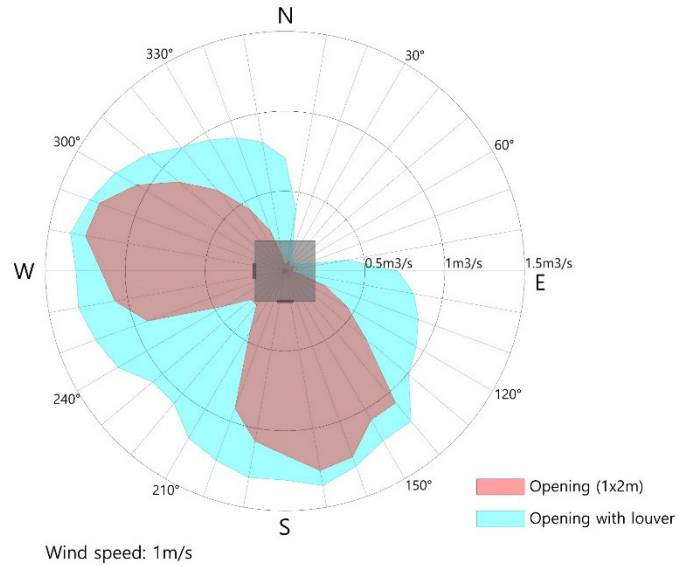 N
330°
30°
300°
60°
W
0.5m3/s
1m3/s
1.5m3/s
E
240°
120°
210°
150°
S
Opening (1x2m)
Opening with louver
Wind speed: 1m/s